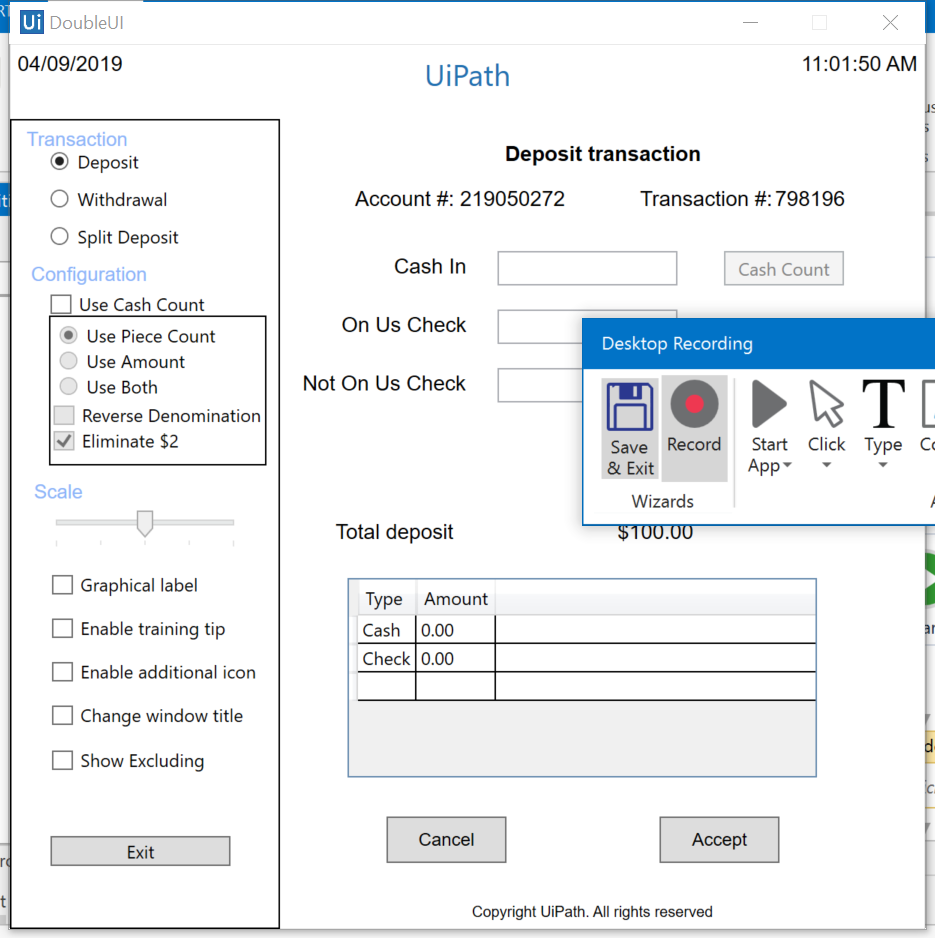 Ui DoubleUI
04/09/2019
UiPath
11:01:50 AM
Transaction
Deposit
Withdrawal
Split Deposit
Configuration
Use Cash Count
Use Piece Count
Use Amount
Use Both
Reverse Denomination
Eliminate $2
Scale
Graphical label
Enable training tip
Enable additional icon
Change window title
Show Excluding
Exit
Deposit transaction
Account #: 219050272 Transaction #: 798196
Cash In Cash Count
On Us Check
Not On Us Check
Desktop Recording
Save & Exit
Record
Start App
Click
Type
Wizards
Total deposit $100.00
Type Amount
Cash 0.00
Check 0.00
Cancel Accept
Copyright UiPath. All rights reserved